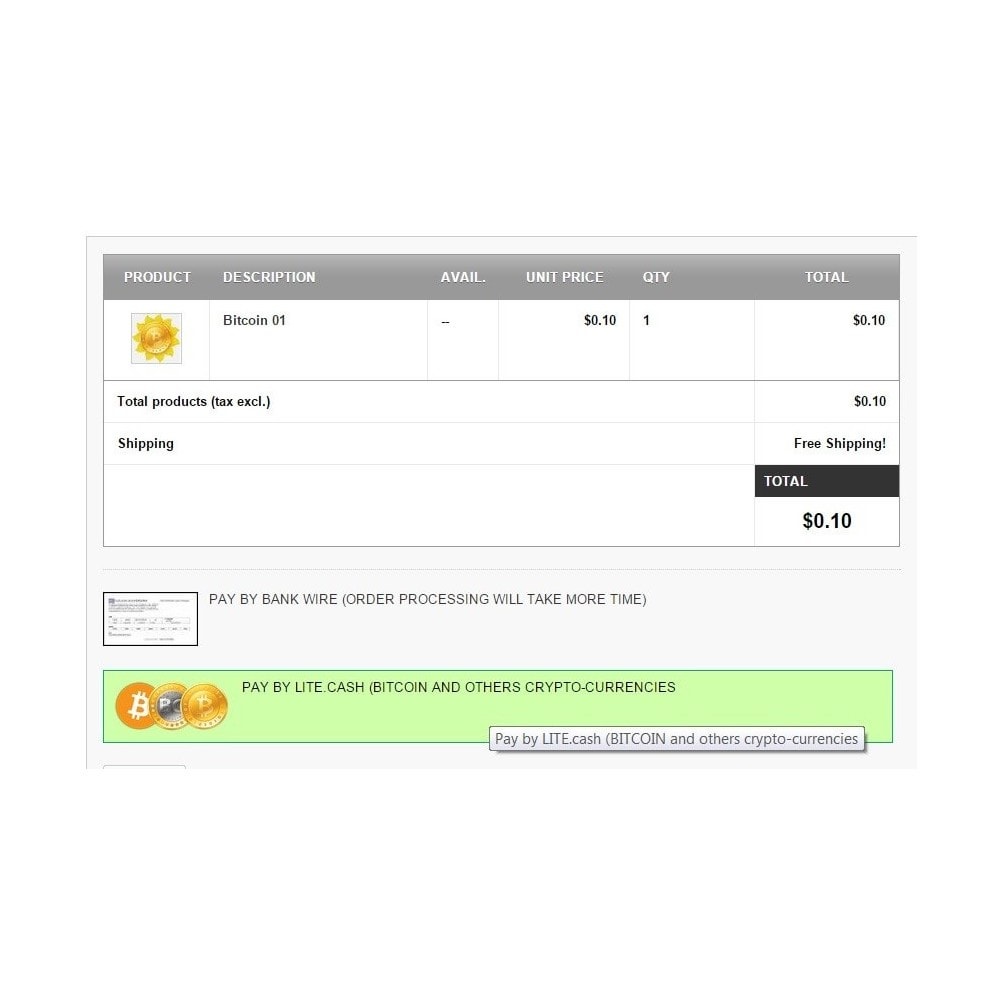 PRODUCT DESCRIPTION AVAIL. UNIT PRICE QTY TOTAL
Bitcoin 01 -- $0.10 1 $0.10
Total products (tax excl.) $0.10
Shipping Free Shipping!
TOTAL
$0.10
PAY BY BANK WIRE (ORDER PROCESSING WILL TAKE MORE TIME)
PAY BY LITE.CASH (BITCOIN AND OTHERS CRYPTO-CURRENCIES
Pay by LITE.cash (BITCOIN and others crypto-currencies